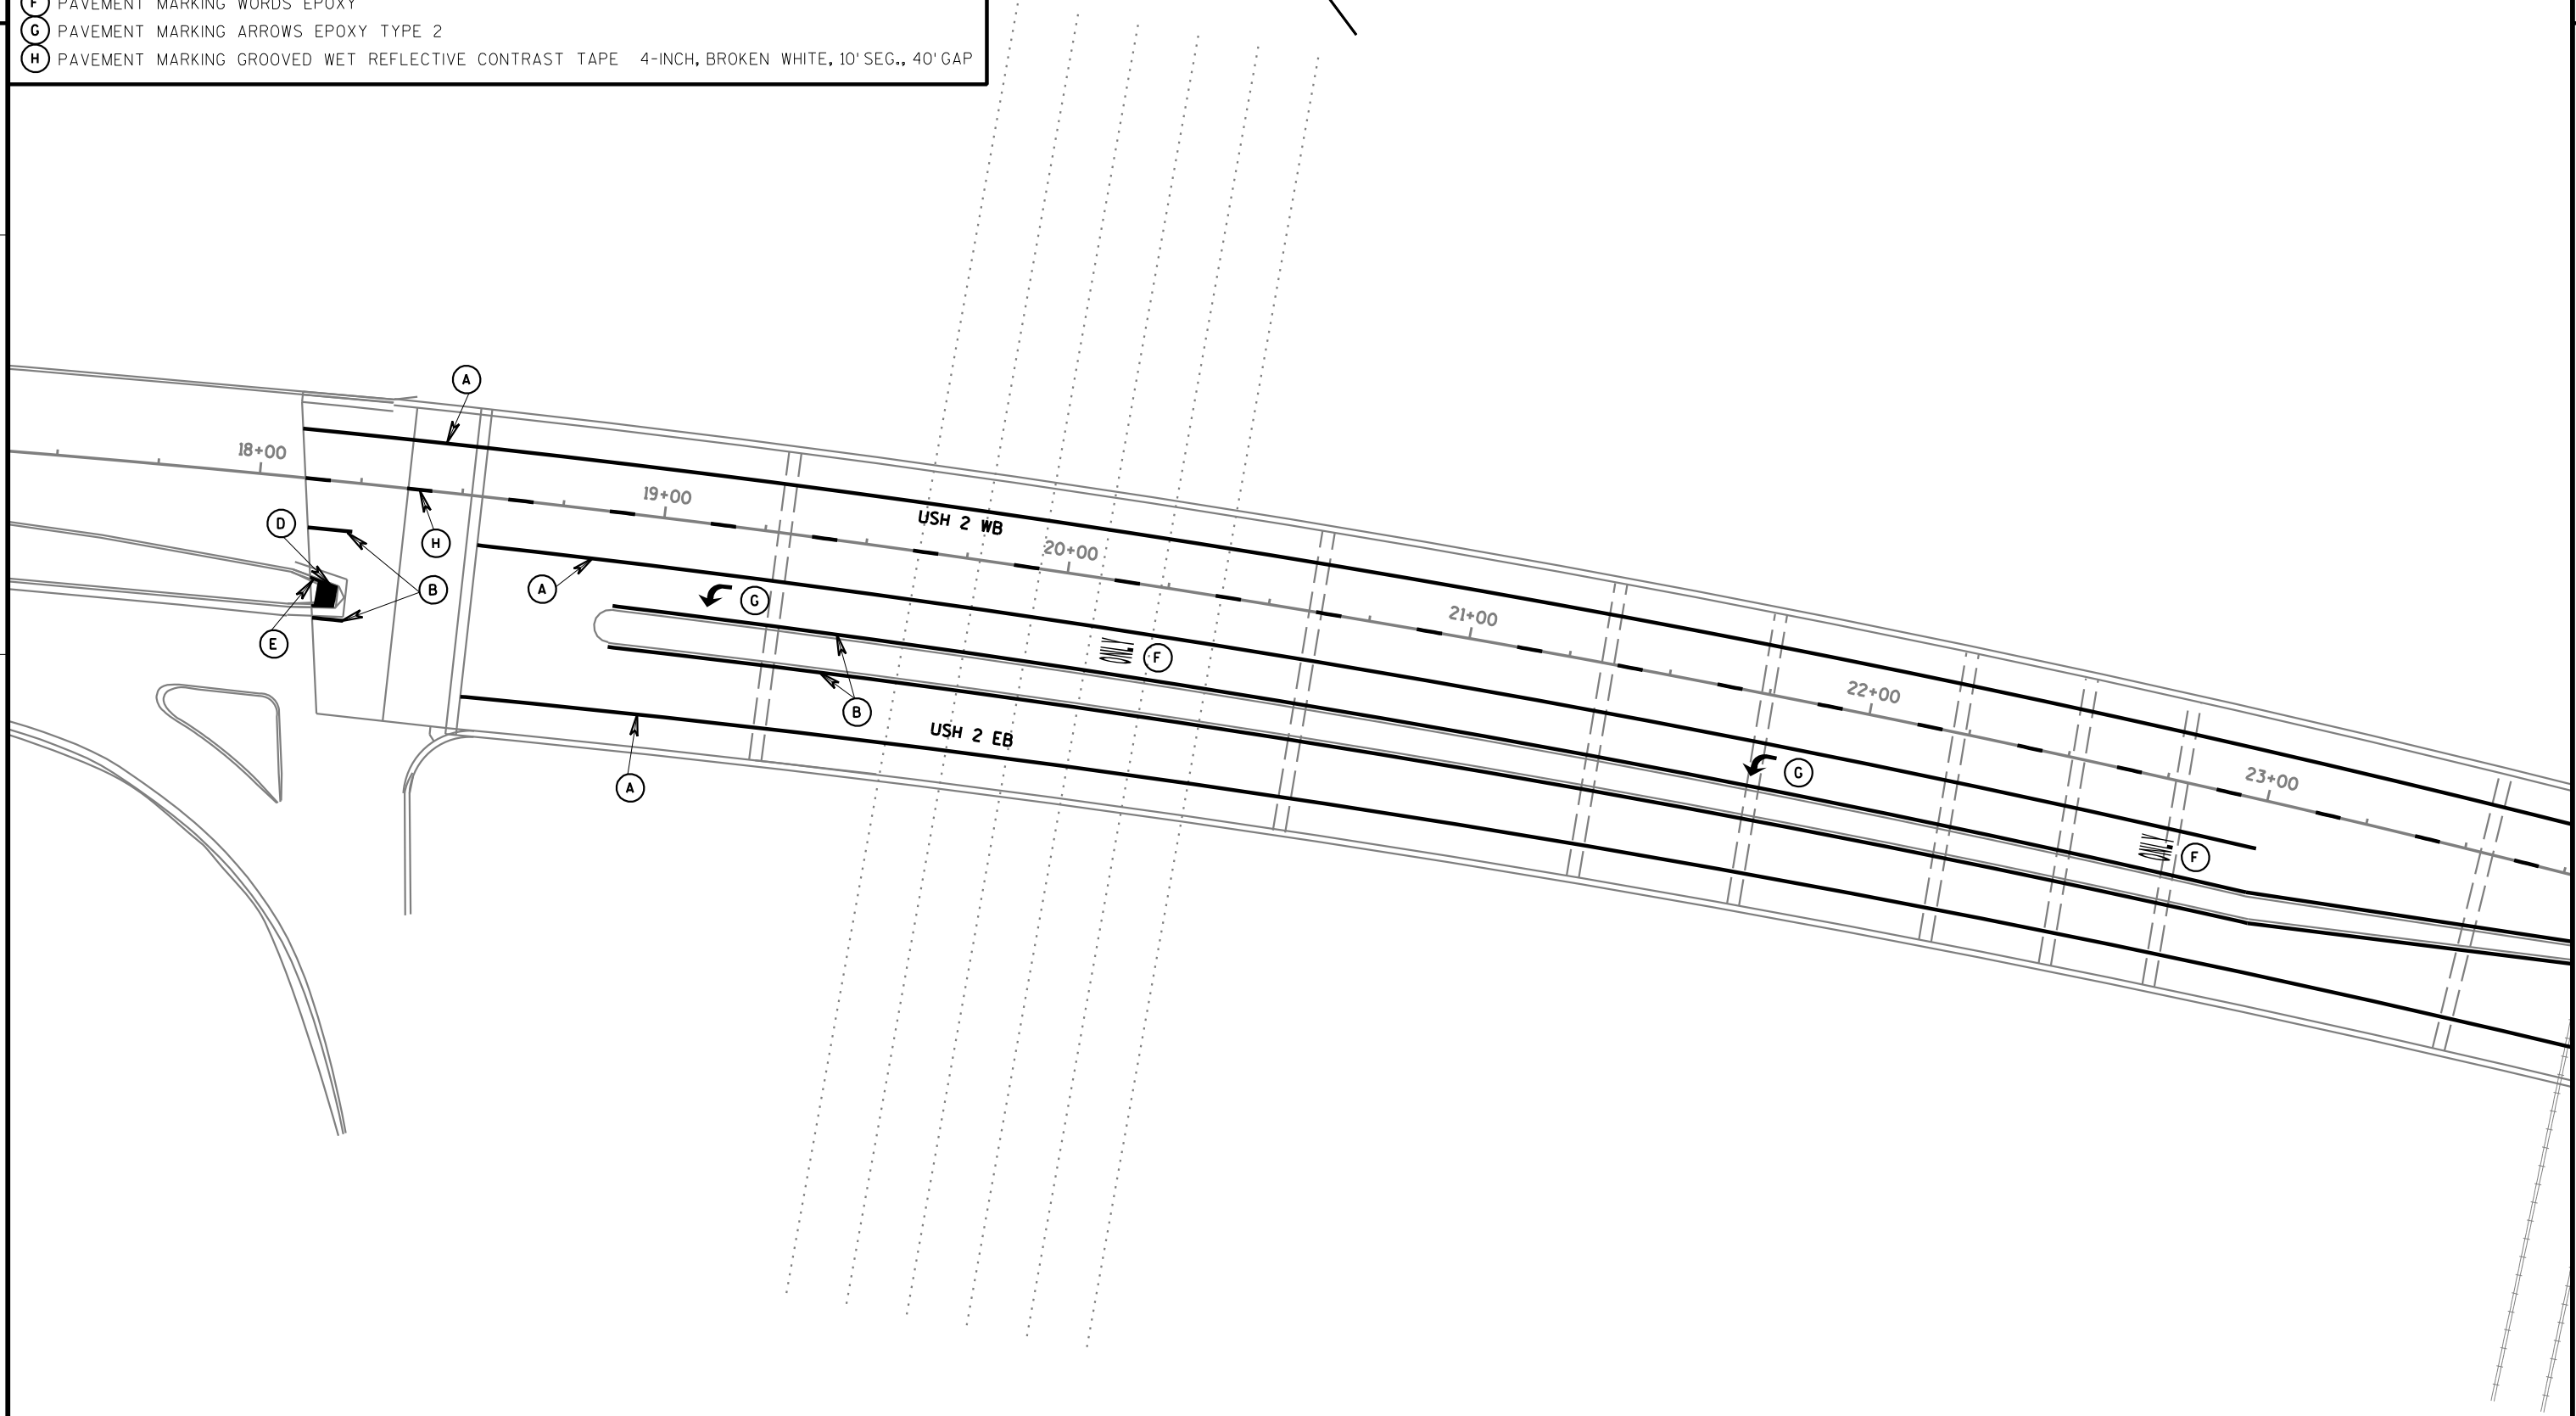 F PAVEMENT MARKING WORDS EPOXY
G PAVEMENT MARKING ARROWS EPOXY TYPE 2
H PAVEMENT MARKING GROOVED WET REFLECTIVE CONTRAST TAPE 4-INCH, BROKEN WHITE, 10' SEG., 40' GAP
A
18+00
19+00
D
USH 2 WB
H
20+00
A
B
G
21+00
E
F
22+00
B
USH 2 EB
G
23+00
A
F